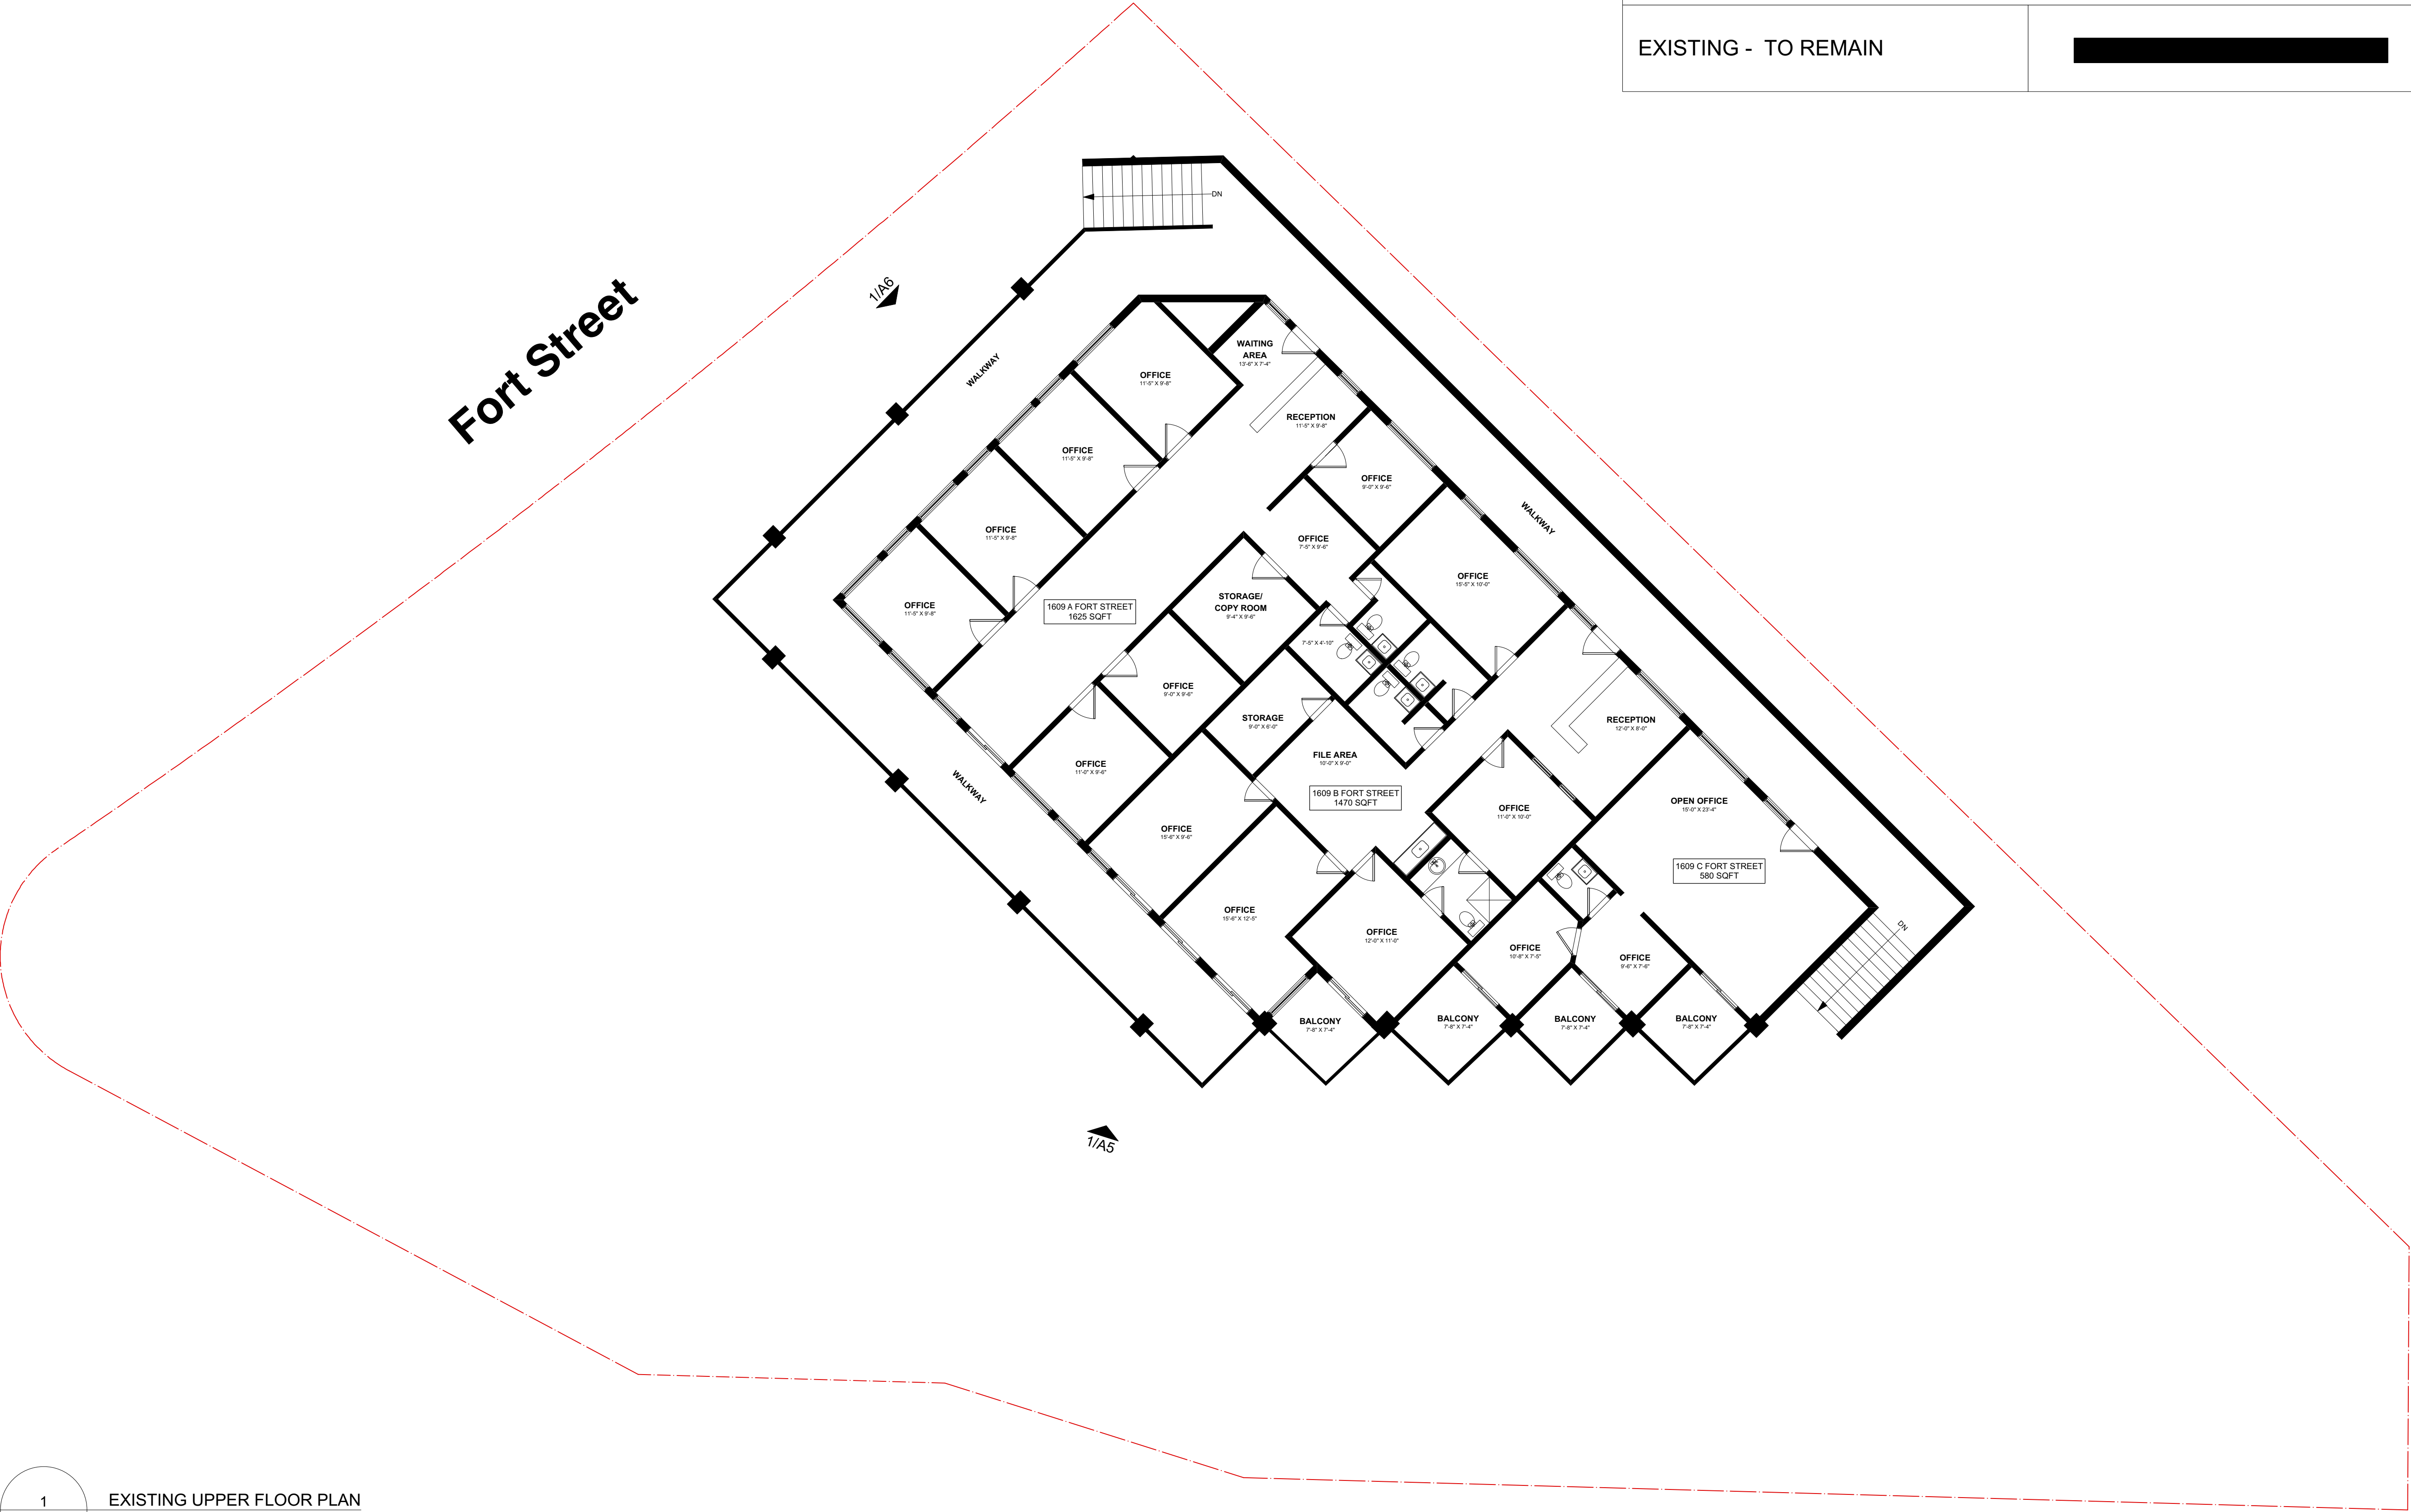 EXISTING - TO REMAIN
DN
1/A6
Fort Street
WALKWAY
WAITING
AREA
13'-6" X 7'-4"
OFFICE
11'-5" X 9'-8"
RECEPTION
11'-5" X 9'-8"
OFFICE
11'-5" X 9'-8"
OFFICE
9'-0" X 9'-6"
WALKWAY
OFFICE
11'-5" X 9'-8"
OFFICE
7'-5" X 9'-6"
OFFICE
15'-5" X 10'-0"
OFFICE
11'-5" X 9'-8"
1609 A FORT STREET
1625 SQFT
STORAGE/
COPY ROOM
9'-4" X 9'-6"
7'-5" X 4'-10"
OFFICE
9'-0" X 9'-6"
STORAGE
9'-0" X 6'-0"
RECEPTION
12'-0" X 8'-0"
WALKWAY
OFFICE
11'-0" X 9'-6"
FILE AREA
10'-0" X 9'-0"
1609 B FORT STREET
1470 SQFT
OPEN OFFICE
15'-0" X 23'-4"
OFFICE
11'-0" X 10'-0"
OFFICE
15'-6" X 9'-6"
1609 C FORT STREET
580 SQFT
OFFICE
15'-6" X 12'-5"
OFFICE
12'-0" X 11'-0"
OFFICE
10'-8" X 7'-5"
OFFICE
9'-6" X 7'-6"
DN
BALCONY
7'-8" X 7'-4"
BALCONY
7'-8" X 7'-4"
BALCONY
7'-8" X 7'-4"
BALCONY
7'-8" X 7'-4"
1/A5
1
EXISTING UPPER FLOOR PLAN